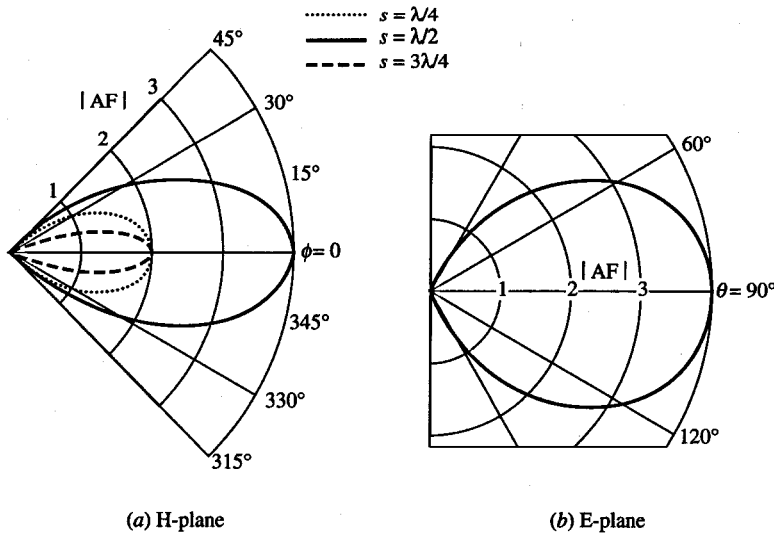 s = λ/4
s = λ/2
s = 3λ/4
45°
| AF |
3
30°
2
15°
1
ϕ = 0
345°
330°
315°
(a) H-plane
60°
| AF |
1 2 3
θ = 90°
120°
(b) E-plane